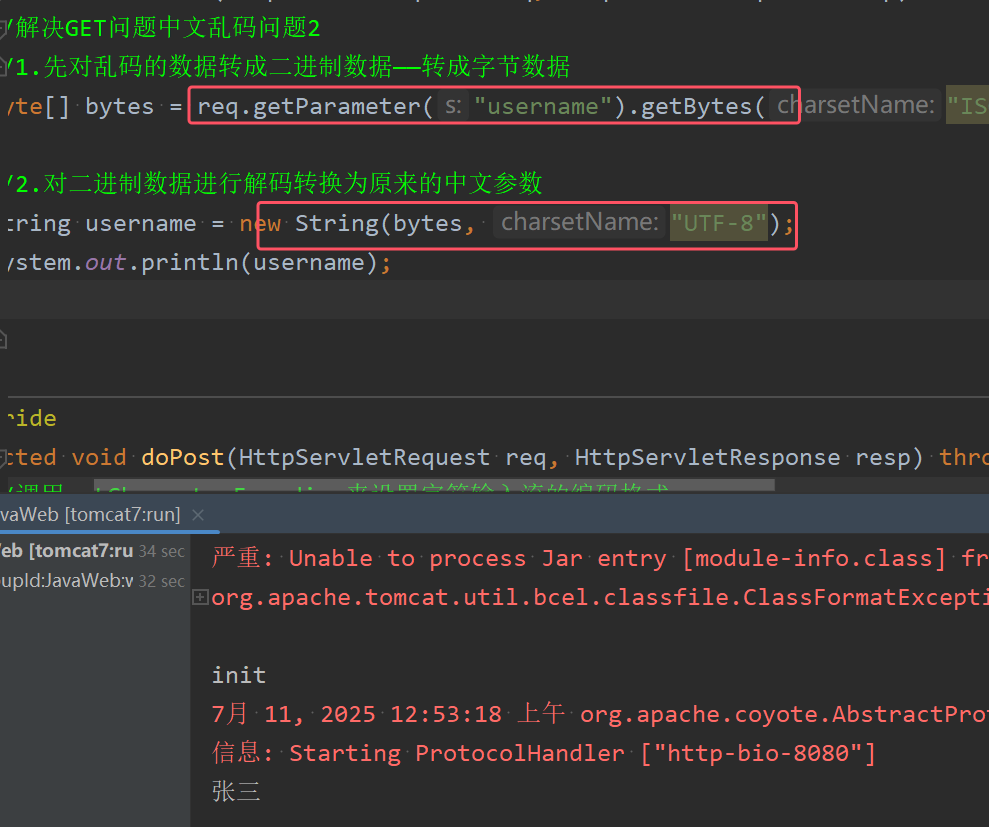 /解决GET问题中文乱码问题2
/1.先对乱码的数据转成二进制数据——转成字节数据
yte[] bytes = req.getParameter( s: "username").getBytes( charsetName: "IS
/2.对二进制数据进行解码转换为原来的中文参数
tring username = new String(bytes, charsetName: "UTF-8");
ystem.out.println(username);
ride
cted void doPost(HttpServletRequest req, HttpServletResponse resp) thro
vaWeb [tomcat7:run] ×
eb [tomcat7:ru 34 sec
upId:JavaWeb:v 32 sec
严重: Unable to process Jar entry [module-info.class] fr
org.apache.tomcat.util.bcel.classfile.ClassFormatExcepti
init
7月 11, 2025 12:53:18 上午 org.apache.coyote.AbstractPro
信息: Starting ProtocolHandler ["http-bio-8080"]
张三